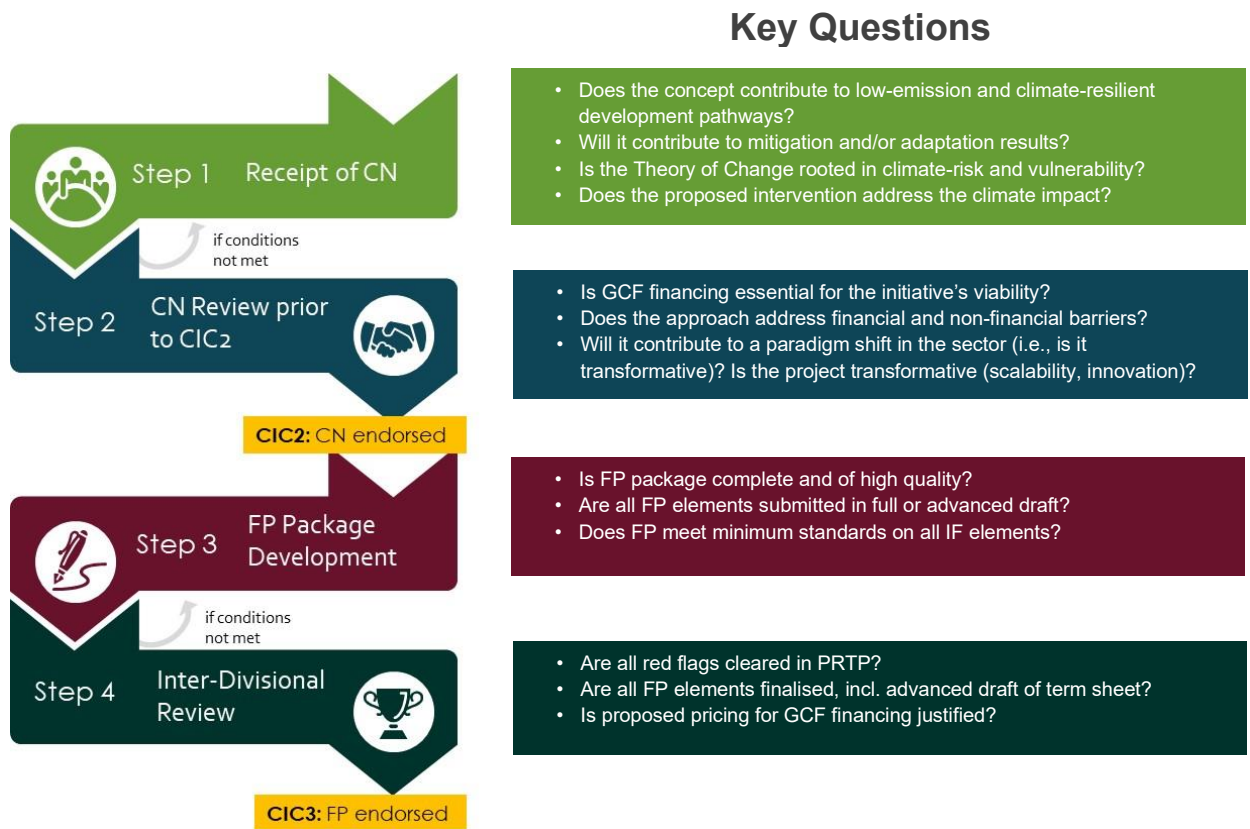 Key Questions
Step 1
Receipt of CN
• Does the concept contribute to low-emission and climate-resilient
development pathways?
• Will it contribute to mitigation and/or adaptation results?
• Is the Theory of Change rooted in climate-risk and vulnerability?
• Does the proposed intervention address the climate impact?
if conditions
not met
Step 2
CN Review prior
to CIC2
• Is GCF financing essential for the initiative’s viability?
• Does the approach address financial and non-financial barriers?
• Will it contribute to a paradigm shift in the sector (i.e., is it
transformative)? Is the project transformative (scalability, innovation)?
CIC2: CN endorsed
Step 3
FP Package
Development
• Is FP package complete and of high quality?
• Are all FP elements submitted in full or advanced draft?
• Does FP meet minimum standards on all IF elements?
if conditions
not met
Step 4
Inter-Divisional
Review
• Are all red flags cleared in PRTP?
• Are all FP elements finalised, incl. advanced draft of term sheet?
• Is proposed pricing for GCF financing justified?
CIC3: FP endorsed